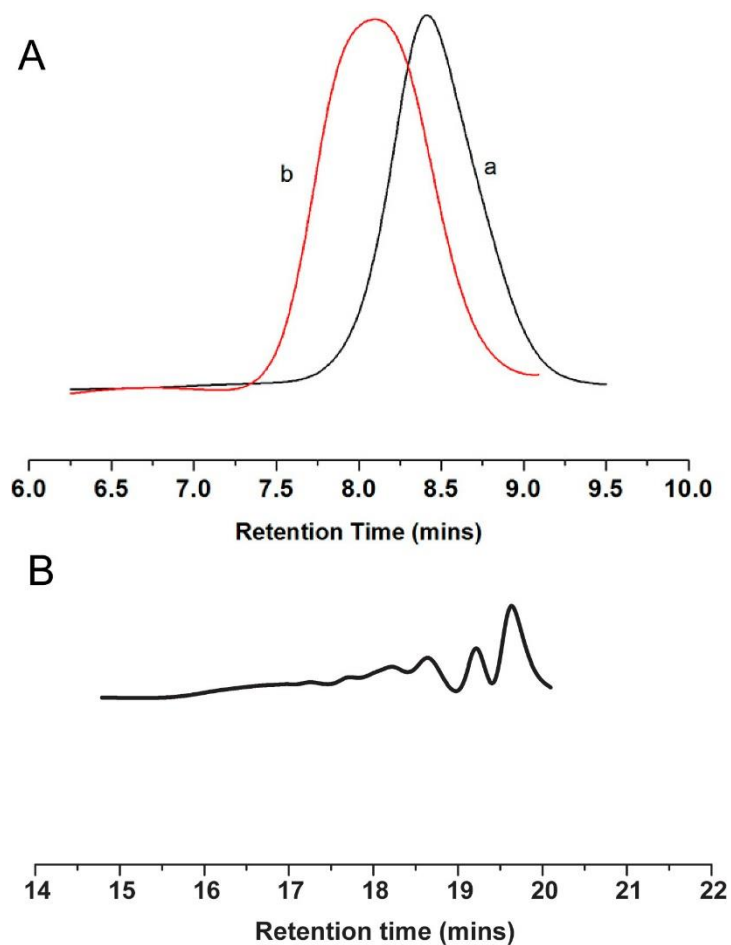 A
b
a
6.0 6.5 7.0 7.5 8.0 8.5 9.0 9.5 10.0
Retention Time (mins)
B
14 15 16 17 18 19 20 21 22
Retention time (mins)